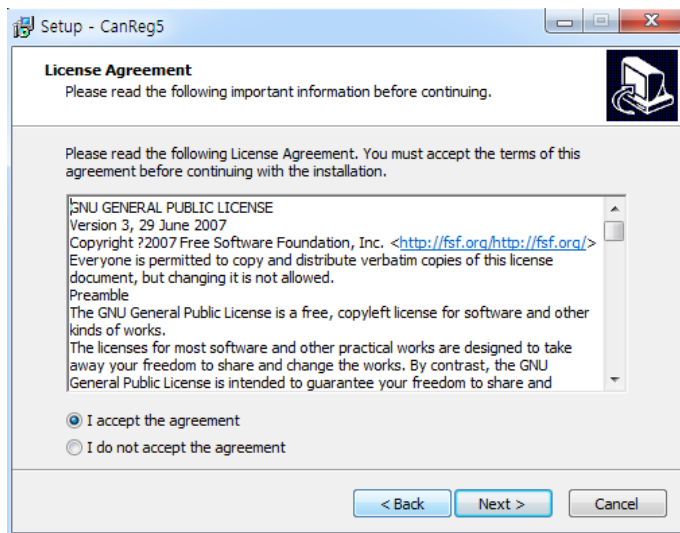 Setup - CanReg5
License Agreement
Please read the following important information before continuing.
Please read the following License Agreement. You must accept the terms of this
agreement before continuing with the installation.
GNU GENERAL PUBLIC LICENSE
Version 3, 29 June 2007
Copyright ?2007 Free Software Foundation, Inc. <http://fsf.org/http://fsf.org/>
Everyone is permitted to copy and distribute verbatim copies of this license
document, but changing it is not allowed.
Preamble
The GNU General Public License is a free, copyleft license for software and other
kinds of works.
The licenses for most software and other practical works are designed to take
away your freedom to share and change the works. By contrast, the GNU
General Public License is intended to guarantee your freedom to share and
I accept the agreement
I do not accept the agreement
< Back
Next >
Cancel